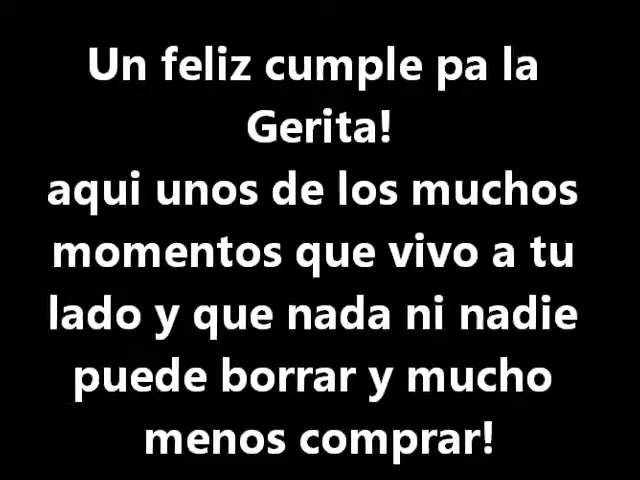 Un feliz cumple pa la
Gerita!
aqui unos de los muchos
momentos que vivo a tu
lado y que nada ni nadie
puede borrar y mucho
menos comprar!